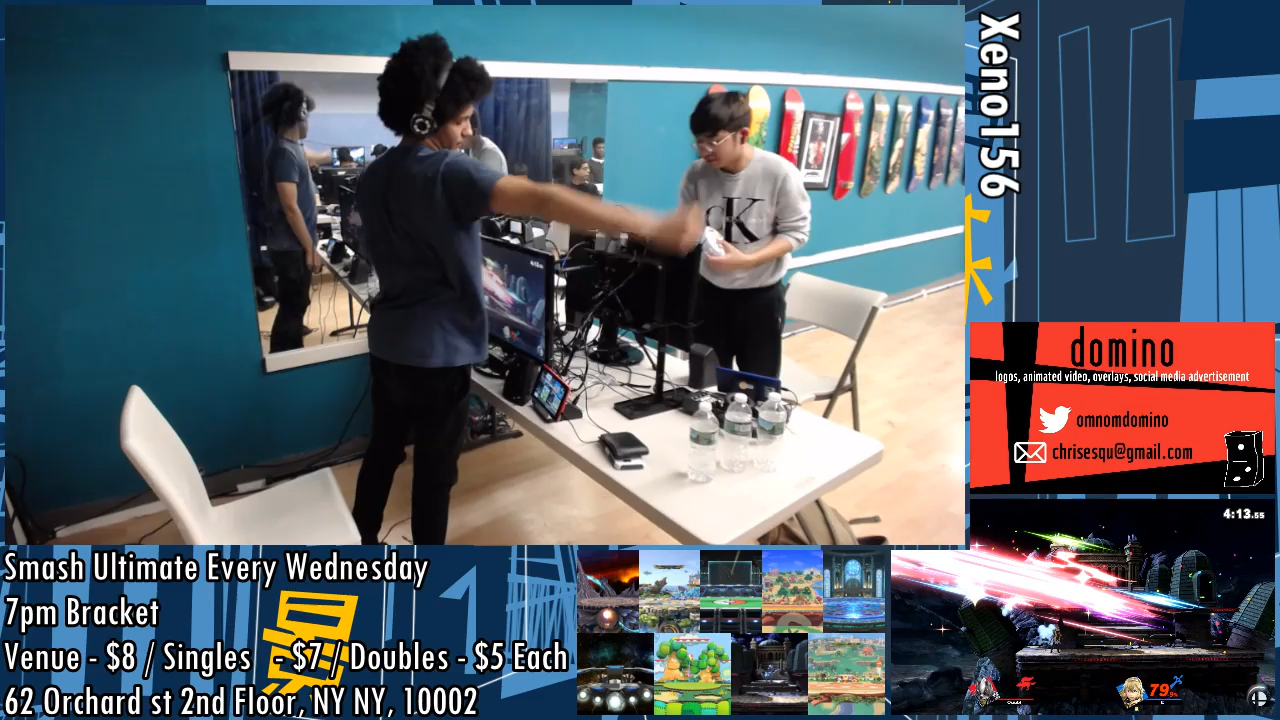 Xeno156
domino
logos, animated video, overlays, social media advertisement
omnomdomino
chrisesqu@gmail.com
4:13.55
CK
79
Smash Ultimate Every Wednesday
7pm Bracket
Venue - $8 / Singles - $7 / Doubles - $5 Each
62 Orchard st 2nd Floor, NY NY, 10002